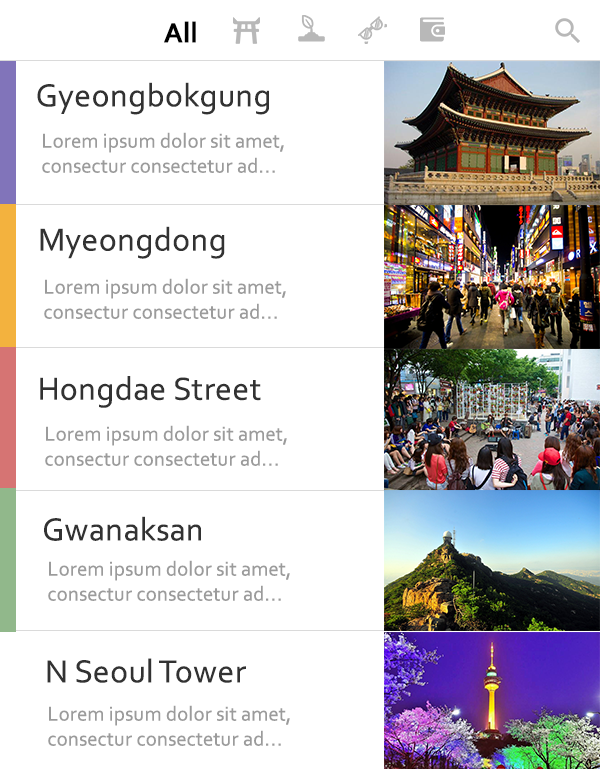 All
Gyeongbokgung
Lorem ipsum dolor sit amet,
consectur consectetur ad...
Myeongdong
Lorem ipsum dolor sit amet,
consectur consectetur ad...
Hongdae Street
Lorem ipsum dolor sit amet,
consectur consectetur ad...
Gwanaksan
Lorem ipsum dolor sit amet,
consectur consectetur ad...
N Seoul Tower
Lorem ipsum dolor sit amet,
consectur consectetur ad...